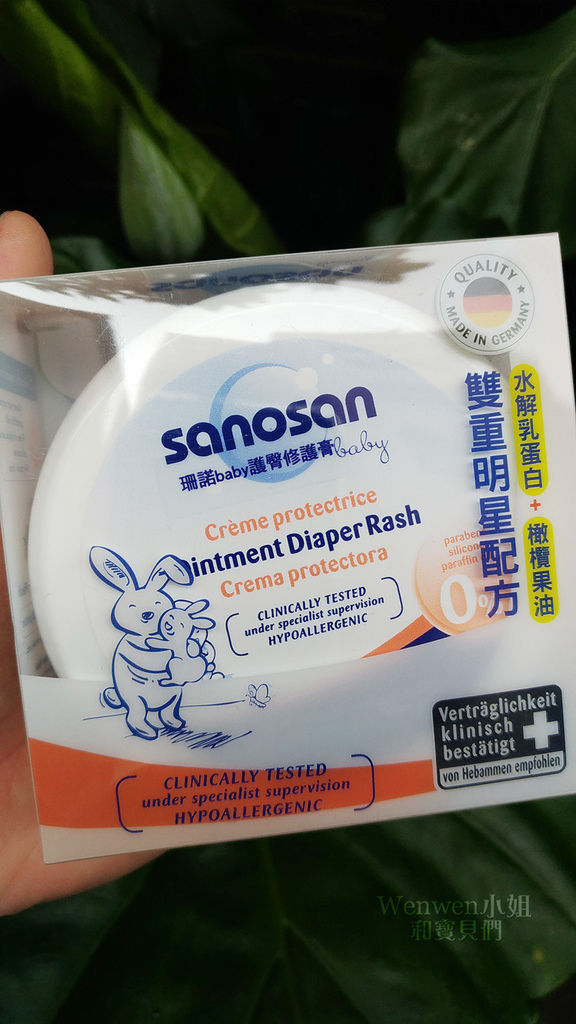 QUALITY
MADE IN GERMANY
sanosan
baby
珊諾baby護臀修護膏
Crème protectrice
ointment Diaper Rash
Crema protectora
CLINICALLY TESTED
under specialist supervision
HYPOALLERGENIC
paraben
silicon
paraffin
0%
雙重明星配方
水解乳蛋白
+
橄欖果油
Verträglichkeit
klinisch
bestätigt
von Hebammen empfohlen
CLINICALLY TESTED
under specialist supervision
HYPOALLERGENIC
Wenwen小姐
和寶貝們